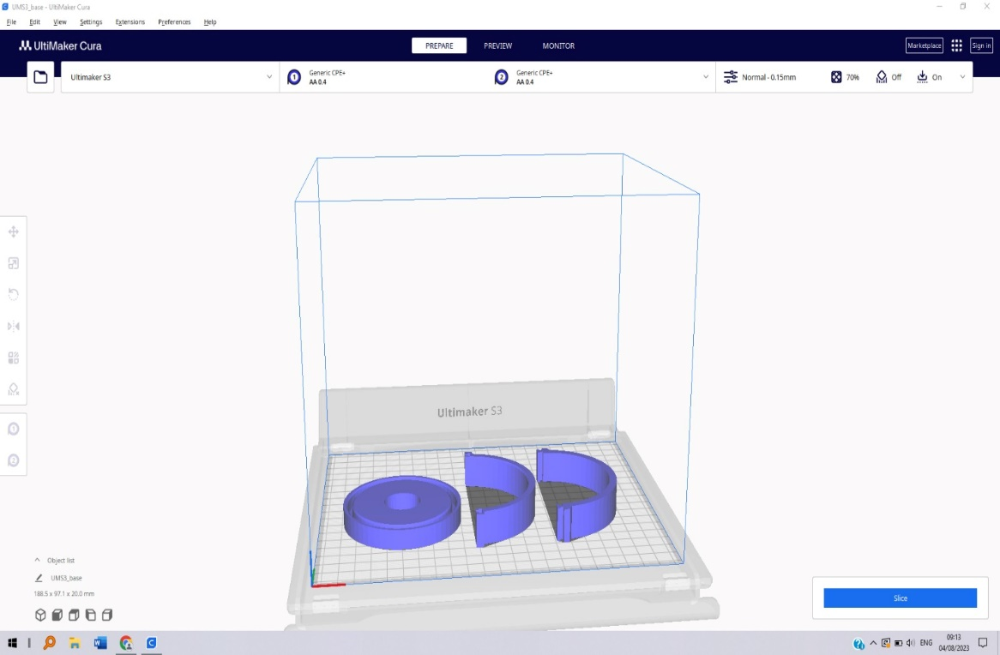 UMS3_base - UltiMaker Cura
File Edit View Settings Extensions Preferences Help
UltiMaker Cura
PREPARE PREVIEW MONITOR
Marketplace
Sign in
Ultimaker S3
1
Generic CPE+
AA 0.4
2
Generic CPE+
AA 0.4
Normal - 0.15mm
70%
Off
On
Ultimaker S3
1
2
Object list
UMS3_base
188.5 x 97.1 x 20.0 mm
Slice
ENG
09:13
04/08/2023